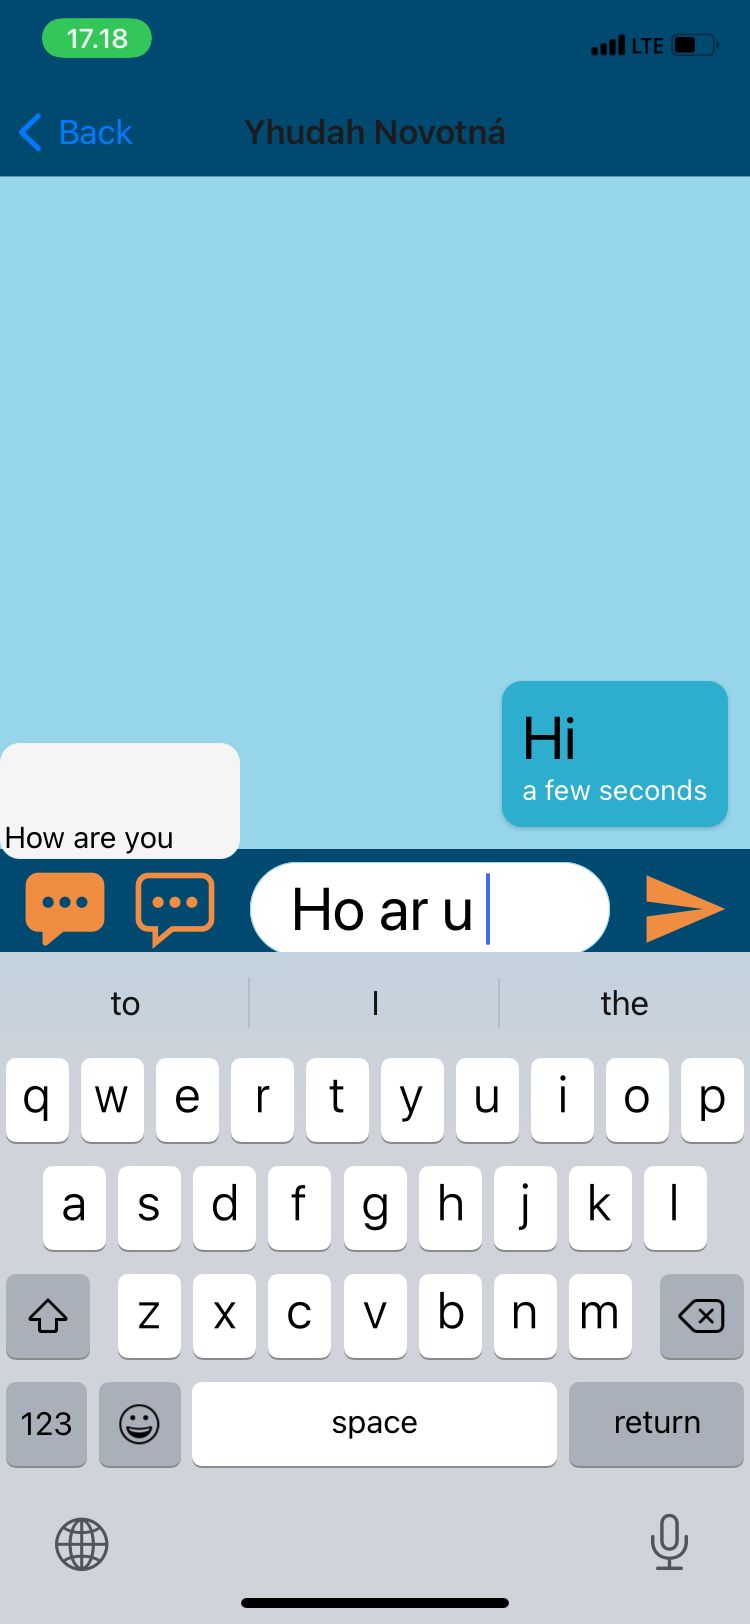 17.18
LTE
Back
Yhudah Novotná
Hi
a few seconds
How are you
Ho ar u
to
I
the
q w e r t y u i o p
a s d f g h j k l
z x c v b n m
123
space
return